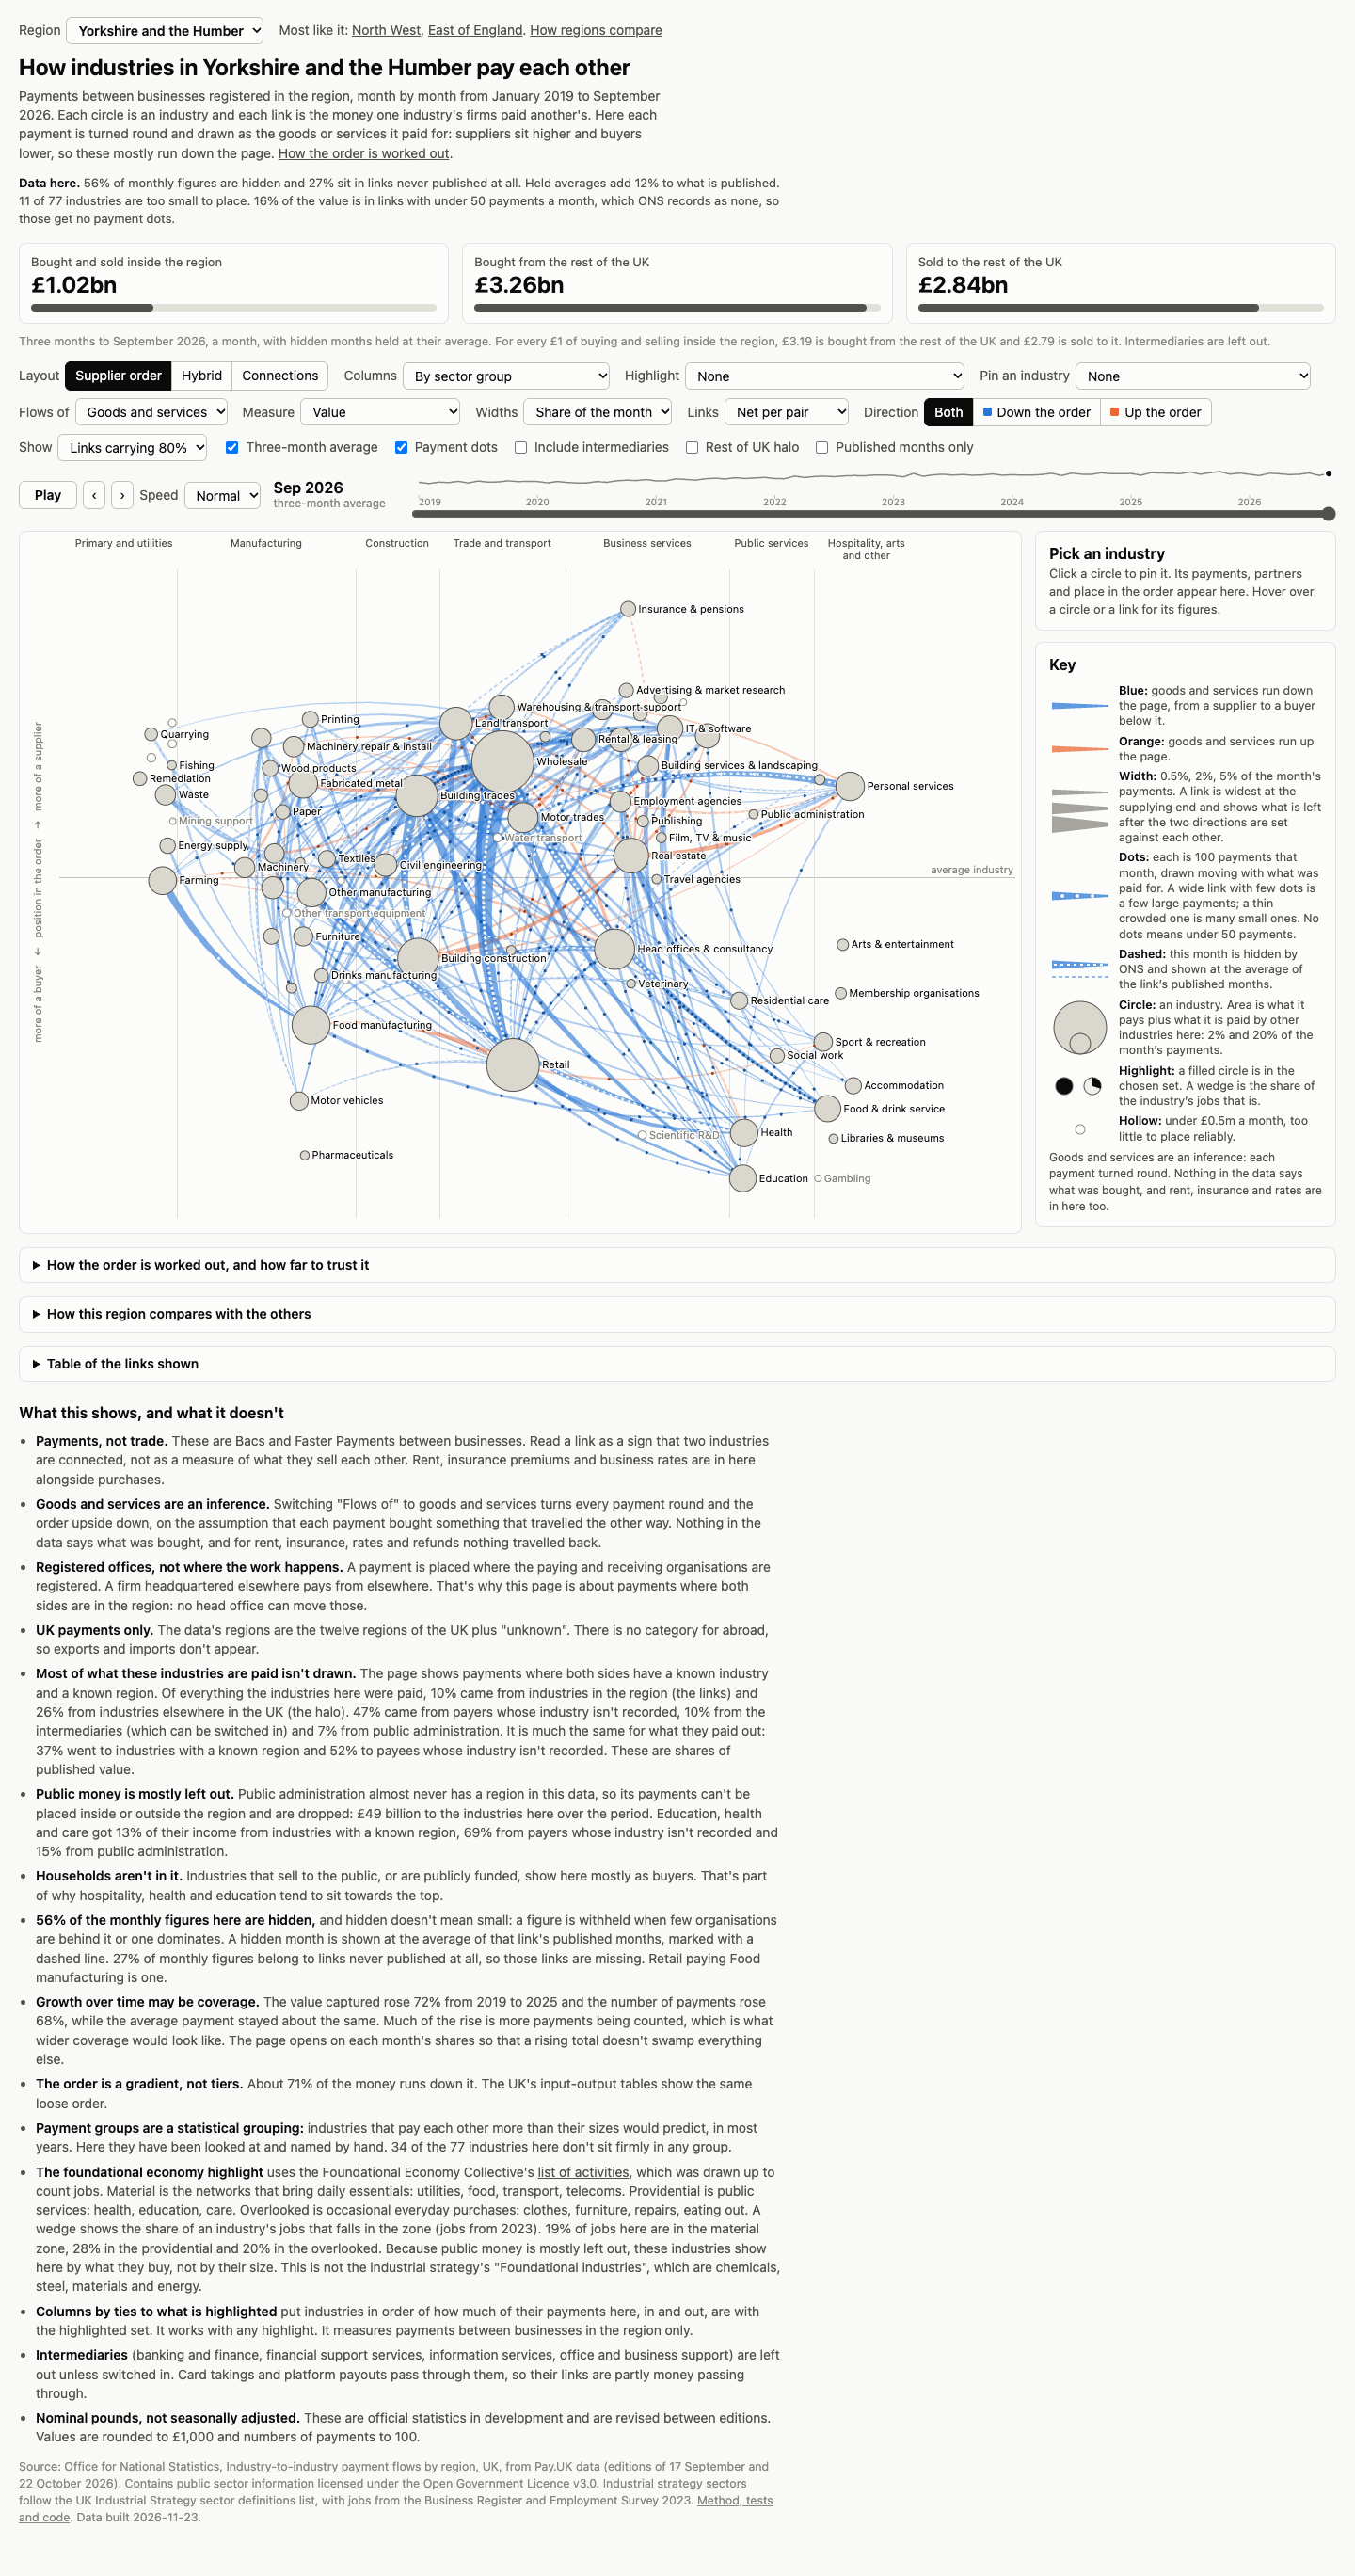 Region Yorkshire and the Humber Most like it: North West, East of England. How regions compare
How industries in Yorkshire and the Humber pay each other
Payments between businesses registered in the region, month by month from January 2019 to September
2026. Each circle is an industry and each link is the money one industry's firms paid another's. Here each
payment is turned round and drawn as the goods or services it paid for: suppliers sit higher and buyers
lower, so these mostly run down the page. How the order is worked out.
Data here. 56% of monthly figures are hidden and 27% sit in links never published at all. Held averages add 12% to what is published.
11 of 77 industries are too small to place. 16% of the value is in links with under 50 payments a month, which ONS records as none, so
those get no payment dots.
Bought and sold inside the region
£1.02bn
Bought from the rest of the UK
£3.26bn
Sold to the rest of the UK
£2.84bn
Three months to September 2026, a month, with hidden months held at their average. For every £1 of buying and selling inside the region, £3.19 is bought from the rest of the UK and £2.79 is sold to it. Intermediaries are left out.
Layout Supplier order Hybrid Connections Columns By sector group Highlight None Pin an industry None
Flows of Goods and services Measure Value Widths Share of the month Links Net per pair Direction Both Down the order Up the order
Show Links carrying 80% Three-month average Payment dots Include intermediaries Rest of UK halo Published months only
Play ‹ › Speed Normal Sep 2026
three-month average
2019 2020 2021 2022 2023 2024 2025 2026
Primary and utilities Manufacturing Construction Trade and transport Business services Public services Hospitality, arts
and other
more of a buyer ← position in the order → more of a supplier
Insurance & pensions
Advertising & market research
Warehousing & transport support
Printing
Land transport
IT & software
Quarrying
Rental & leasing
Machinery repair & install
Wholesale
Fishing
Wood products
Building services & landscaping
Remediation
Fabricated metal
Personal services
Waste
Building trades
Employment agencies
Paper
Public administration
Motor trades
Mining support
Publishing
Water transport
Film, TV & music
Energy supply
Real estate
Textiles
Civil engineering
Machinery
average industry
Farming
Travel agencies
Other manufacturing
Other transport equipment
Furniture
Arts & entertainment
Head offices & consultancy
Building construction
Drinks manufacturing
Veterinary
Membership organisations
Residential care
Food manufacturing
Sport & recreation
Social work
Retail
Accommodation
Motor vehicles
Food & drink service
Health
Scientific R&D
Libraries & museums
Pharmaceuticals
Education
Gambling
Pick an industry
Click a circle to pin it. Its payments, partners
and place in the order appear here. Hover over
a circle or a link for its figures.
Key
Blue: goods and services run down
the page, from a supplier to a buyer
below it.
Orange: goods and services run up
the page.
Width: 0.5%, 2%, 5% of the month's
payments. A link is widest at the
supplying end and shows what is left
after the two directions are set
against each other.
Dots: each is 100 payments that
month, drawn moving with what was
paid for. A wide link with few dots is
a few large payments; a thin
crowded one is many small ones. No
dots means under 50 payments.
Dashed: this month is hidden by
ONS and shown at the average of
the link's published months.
Circle: an industry. Area is what it
pays plus what it is paid by other
industries here: 2% and 20% of the
month's payments.
Highlight: a filled circle is in the
chosen set. A wedge is the share of
the industry's jobs that is.
Hollow: under £0.5m a month, too
little to place reliably.
Goods and services are an inference: each
payment turned round. Nothing in the data says
what was bought, and rent, insurance and rates are
in here too.
How the order is worked out, and how far to trust it
How this region compares with the others
Table of the links shown
What this shows, and what it doesn't
Payments, not trade. These are Bacs and Faster Payments between businesses. Read a link as a sign that two industries
are connected, not as a measure of what they sell each other. Rent, insurance premiums and business rates are in here
alongside purchases.
Goods and services are an inference. Switching "Flows of" to goods and services turns every payment round and the
order upside down, on the assumption that each payment bought something that travelled the other way. Nothing in the
data says what was bought, and for rent, insurance, rates and refunds nothing travelled back.
Registered offices, not where the work happens. A payment is placed where the paying and receiving organisations are
registered. A firm headquartered elsewhere pays from elsewhere. That's why this page is about payments where both
sides are in the region: no head office can move those.
UK payments only. The data's regions are the twelve regions of the UK plus "unknown". There is no category for abroad,
so exports and imports don't appear.
Most of what these industries are paid isn't drawn. The page shows payments where both sides have a known industry
and a known region. Of everything the industries here were paid, 10% came from industries in the region (the links) and
26% from industries elsewhere in the UK (the halo). 47% came from payers whose industry isn't recorded, 10% from the
intermediaries (which can be switched in) and 7% from public administration. It is much the same for what they paid out:
37% went to industries with a known region and 52% to payees whose industry isn't recorded. These are shares of
published value.
Public money is mostly left out. Public administration almost never has a region in this data, so its payments can't be
placed inside or outside the region and are dropped: £49 billion to the industries here over the period. Education, health
and care got 13% of their income from industries with a known region, 69% from payers whose industry isn't recorded and
15% from public administration.
Households aren't in it. Industries that sell to the public, or are publicly funded, show here mostly as buyers. That's part
of why hospitality, health and education tend to sit towards the top.
56% of the monthly figures here are hidden, and hidden doesn't mean small: a figure is withheld when few organisations
are behind it or one dominates. A hidden month is shown at the average of that link's published months, marked with a
dashed line. 27% of monthly figures belong to links never published at all, so those links are missing. Retail paying Food
manufacturing is one.
Growth over time may be coverage. The value captured rose 72% from 2019 to 2025 and the number of payments rose
68%, while the average payment stayed about the same. Much of the rise is more payments being counted, which is what
wider coverage would look like. The page opens on each month's shares so that a rising total doesn't swamp everything
else.
The order is a gradient, not tiers. About 71% of the money runs down it. The UK's input-output tables show the same
loose order.
Payment groups are a statistical grouping: industries that pay each other more than their sizes would predict, in most
years. Here they have been looked at and named by hand. 34 of the 77 industries here don't sit firmly in any group.
The foundational economy highlight uses the Foundational Economy Collective's list of activities, which was drawn up to
count jobs. Material is the networks that bring daily essentials: utilities, food, transport, telecoms. Providential is public
services: health, education, care. Overlooked is occasional everyday purchases: clothes, furniture, repairs, eating out. A
wedge shows the share of an industry's jobs that falls in the zone (jobs from 2023). 19% of jobs here are in the material
zone, 28% in the providential and 20% in the overlooked. Because public money is mostly left out, these industries show
here by what they buy, not by their size. This is not the industrial strategy's "Foundational industries", which are chemicals,
steel, materials and energy.
Columns by ties to what is highlighted put industries in order of how much of their payments here, in and out, are with
the highlighted set. It works with any highlight. It measures payments between businesses in the region only.
Intermediaries (banking and finance, financial support services, information services, office and business support) are left
out unless switched in. Card takings and platform payouts pass through them, so their links are partly money passing
through.
Nominal pounds, not seasonally adjusted. These are official statistics in development and are revised between editions.
Values are rounded to £1,000 and numbers of payments to 100.
Source: Office for National Statistics, Industry-to-industry payment flows by region, UK, from Pay.UK data (editions of 17 September and
22 October 2026). Contains public sector information licensed under the Open Government Licence v3.0. Industrial strategy sectors
follow the UK Industrial Strategy sector definitions list, with jobs from the Business Register and Employment Survey 2023. Method, tests
and code. Data built 2026-11-23.